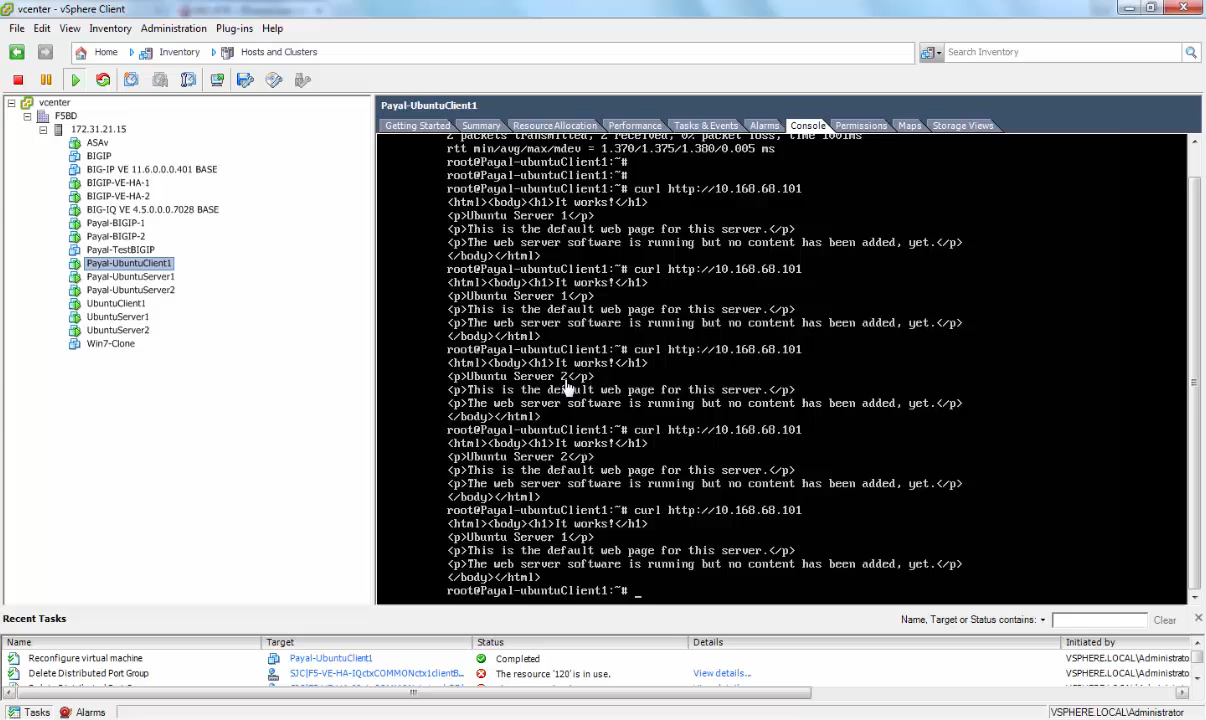 vcenter - vSphere Client
File Edit View Inventory Administration Plug-ins Help
Home Inventory Hosts and Clusters
Search Inventory
vcenter
F5BD
172.31.21.15
ASAv
BIGIP
BIG-IP VE 11.6.0.0.0.401 BASE
BIGIP-VE-HA-1
BIGIP-VE-HA-2
BIG-IQ VE 4.5.0.0.0.7028 BASE
Payal-BIGIP-1
Payal-BIGIP-2
Payal-TestBIGIP
Payal-UbuntuClient1
Payal-UbuntuServer1
Payal-UbuntuServer2
UbuntuClient1
UbuntuServer1
UbuntuServer2
Win7-Clone
Payal-UbuntuClient1
Getting Started Summary Resource Allocation Performance Tasks & Events Alarms Console Permissions Maps Storage Views
2 packets transmitted, 2 received, 0% packet loss, time 1001ms
rtt min/avg/max/mdev = 1.370/1.375/1.380/0.005 ms
root@Payal-ubuntuClient1:~#
root@Payal-ubuntuClient1:~#
root@Payal-ubuntuClient1:~# curl http://10.168.68.101
<html><body><h1>It works!</h1>
<p>Ubuntu Server 1</p>
<p>This is the default web page for this server.</p>
<p>The web server software is running but no content has been added, yet.</p>
</body></html>
root@Payal-ubuntuClient1:~# curl http://10.168.68.101
<html><body><h1>It works!</h1>
<p>Ubuntu Server 1</p>
<p>This is the default web page for this server.</p>
<p>The web server software is running but no content has been added, yet.</p>
</body></html>
root@Payal-ubuntuClient1:~# curl http://10.168.68.101
<html><body><h1>It works!</h1>
<p>Ubuntu Server 2</p>
<p>This is the default web page for this server.</p>
<p>The web server software is running but no content has been added, yet.</p>
</body></html>
root@Payal-ubuntuClient1:~# curl http://10.168.68.101
<html><body><h1>It works!</h1>
<p>Ubuntu Server 2</p>
<p>This is the default web page for this server.</p>
<p>The web server software is running but no content has been added, yet.</p>
</body></html>
root@Payal-ubuntuClient1:~# curl http://10.168.68.101
<html><body><h1>It works!</h1>
<p>Ubuntu Server 1</p>
<p>This is the default web page for this server.</p>
<p>The web server software is running but no content has been added, yet.</p>
</body></html>
root@Payal-ubuntuClient1:~# _
Recent Tasks
Name, Target or Status contains: Clear
Name Target Status Details Initiated by
Reconfigure virtual machine Payal-UbuntuClient1 Completed VSPHERE.LOCAL\Administrato
Delete Distributed Port Group SJC|F5-VE-HA-IQctxCOMMONctx1clientB... The resource '120' is in use. View details... VSPHERE.LOCAL\Administrato
Tasks Alarms
VSPHERE.LOCAL\Administrator